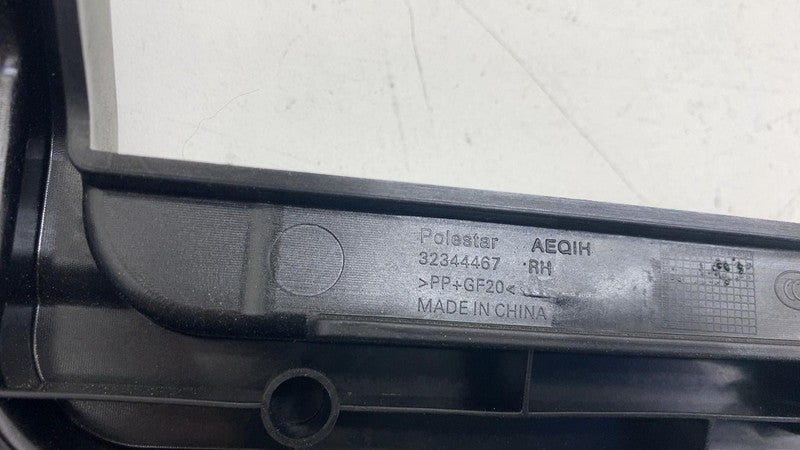 Polestar AEQIH
32344467 ·RH
>PP+GF20<
MADE IN CHINA